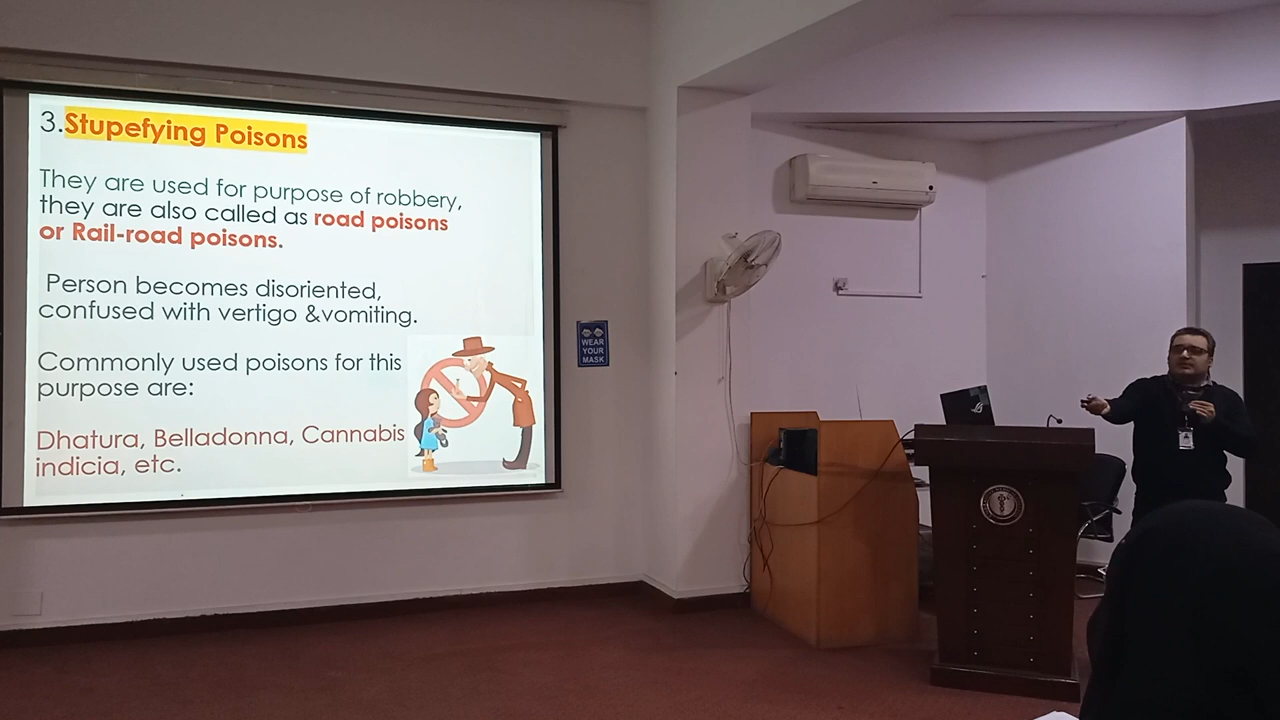 3.Stupefying Poisons
They are used for purpose of robbery,
they are also called as road poisons
or Rail-road poisons.
Person becomes disoriented,
confused with vertigo &vomiting.
Commonly used poisons for this
purpose are:
Dhatura, Belladonna, Cannabis
indicia, etc.
WEAR
YOUR
MASK